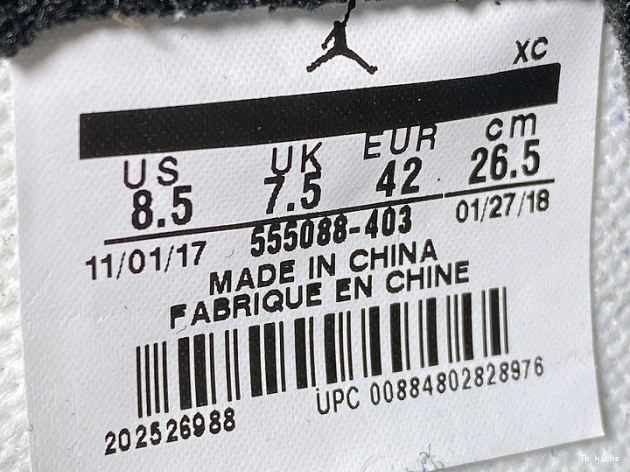 XC
US UK EUR cm
8.5 7.5 42 26.5
11/01/17 555088-403 01/27/18
MADE IN CHINA
FABRIQUE EN CHINE
202526988 UPC 00884802828976
Tb kicks